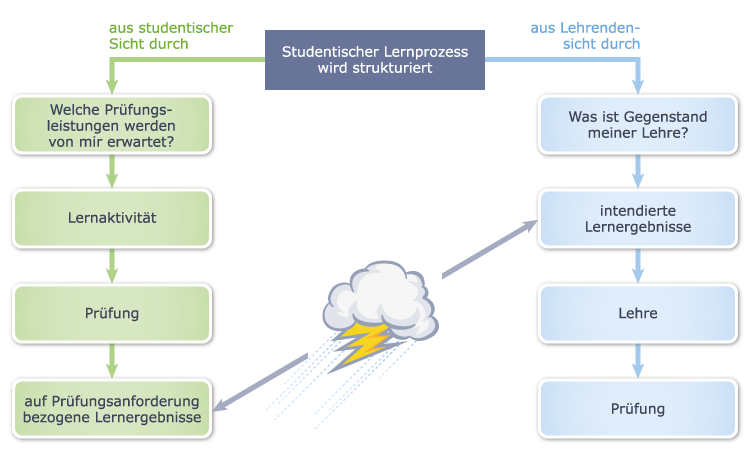 aus studentischer
Sicht durch
Studentischer Lernprozess
wird strukturiert
aus Lehrenden-
sicht durch
Welche Prüfungs-
leistungen werden
von mir erwartet?
Lernaktivität
Prüfung
auf Prüfungsanforderung
bezogene Lernergebnisse
Was ist Gegenstand
meiner Lehre?
intendierte
Lernergebnisse
Lehre
Prüfung